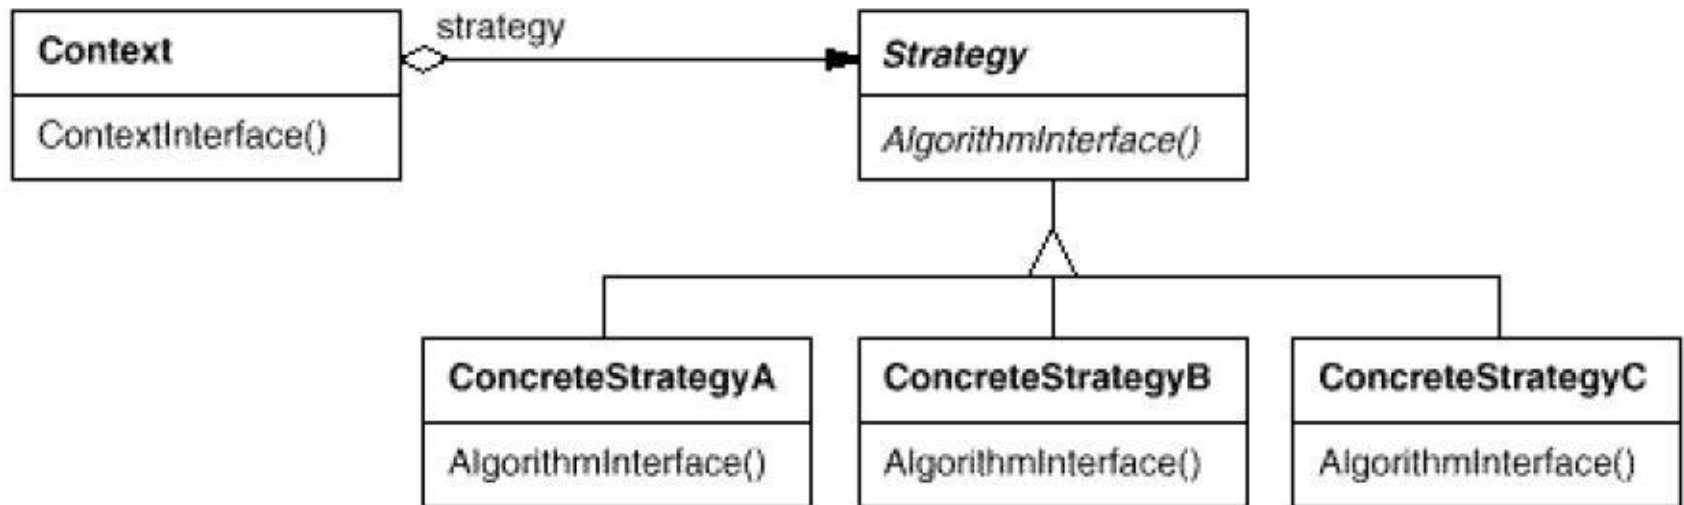 strategy
Context
Strategy
ContextInterface()
AlgorithmInterface()
ConcreteStrategyA
ConcreteStrategyB
ConcreteStrategyC
AlgorithmInterface()
AlgorithmInterface()
AlgorithmInterface()